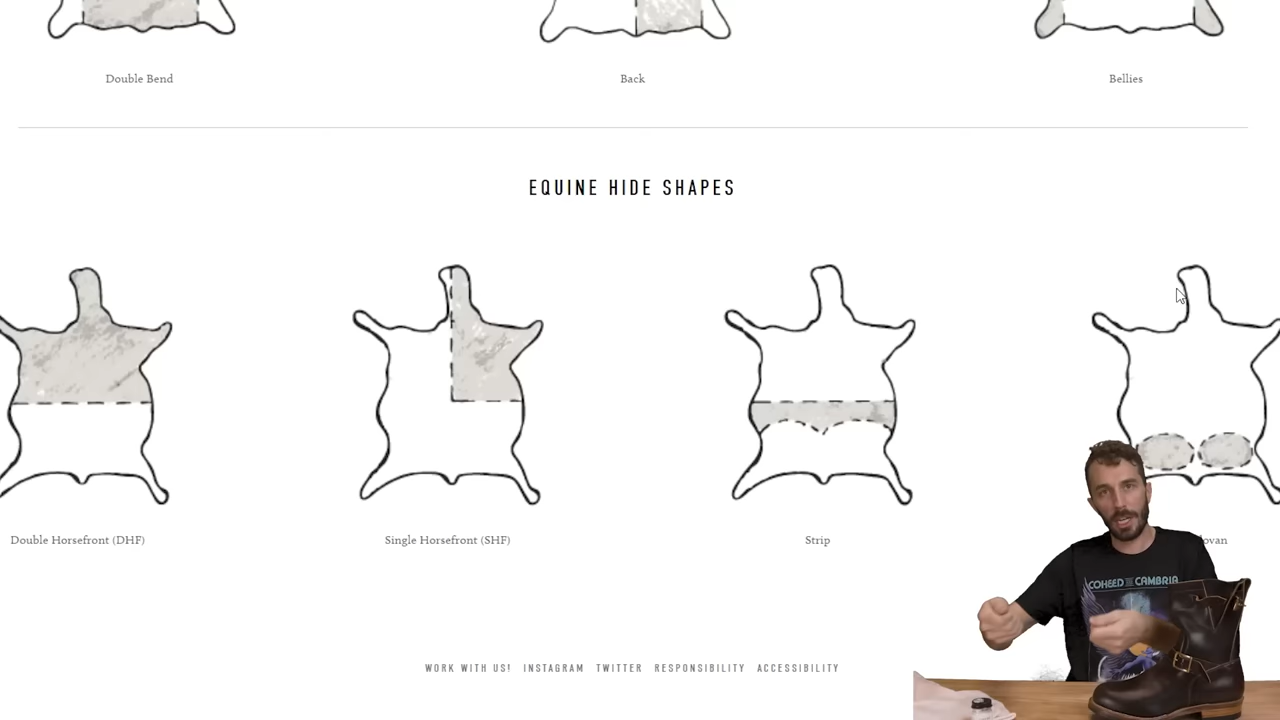 Double Bend
Back
Bellies
EQUINE HIDE SHAPES
Double Horsefront (DHF)
Single Horsefront (SHF)
Strip
WORK WITH US!
INSTAGRAM
TWITTER
RESPONSIBILITY
ACCESSIBILITY
COHEED AND CAMBRIA